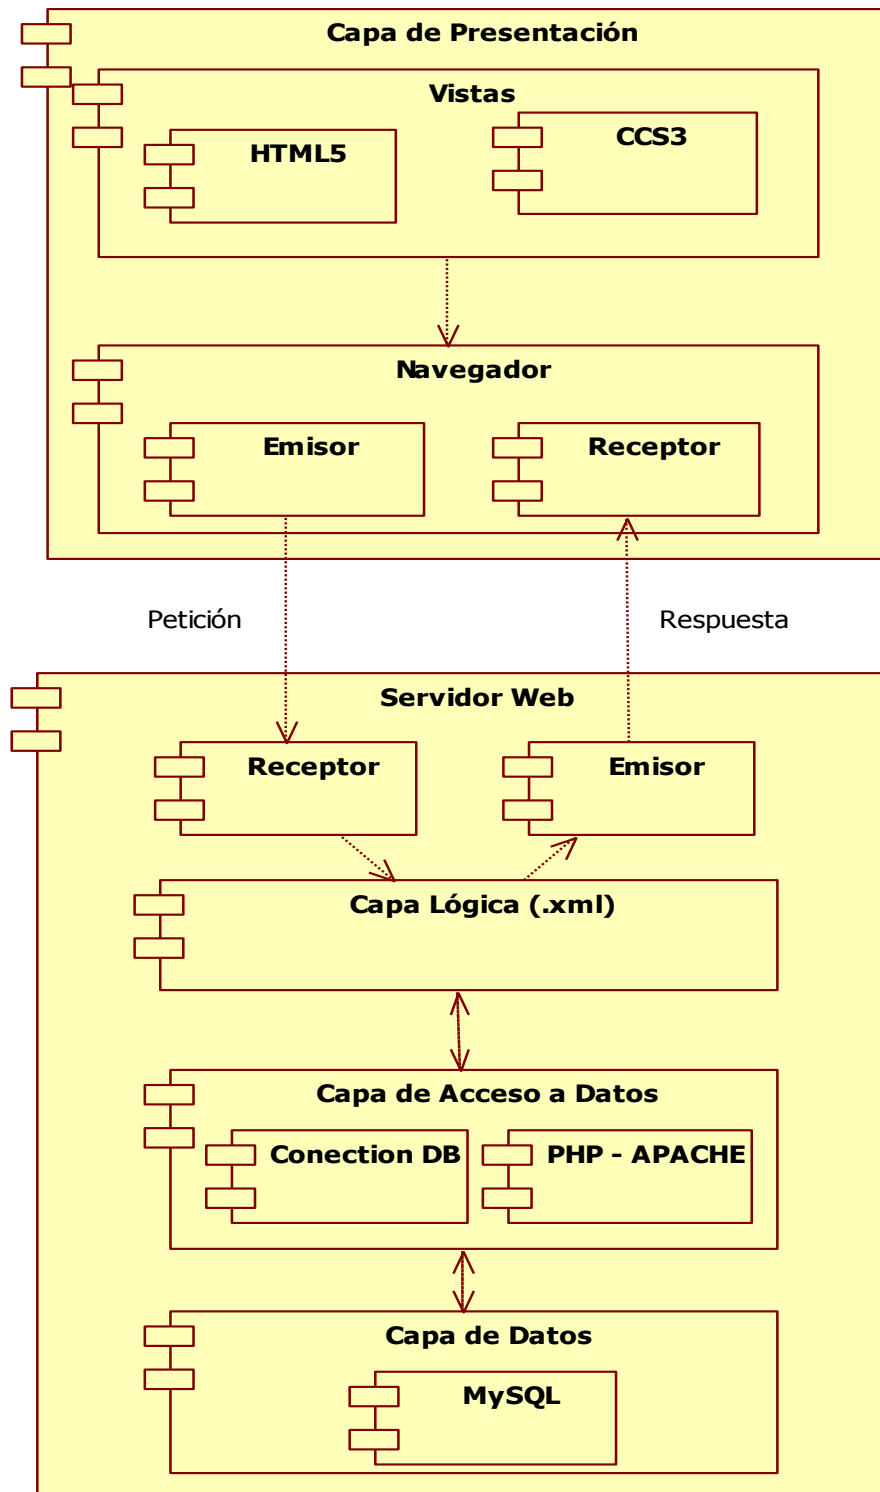 Capa de Presentación
Vistas
HTML5
CCS3
Navegador
Emisor
Receptor
Petición
Respuesta
Servidor Web
Receptor
Emisor
Capa Lógica (.xml)
Capa de Acceso a Datos
Conection DB
PHP - APACHE
Capa de Datos
MySQL